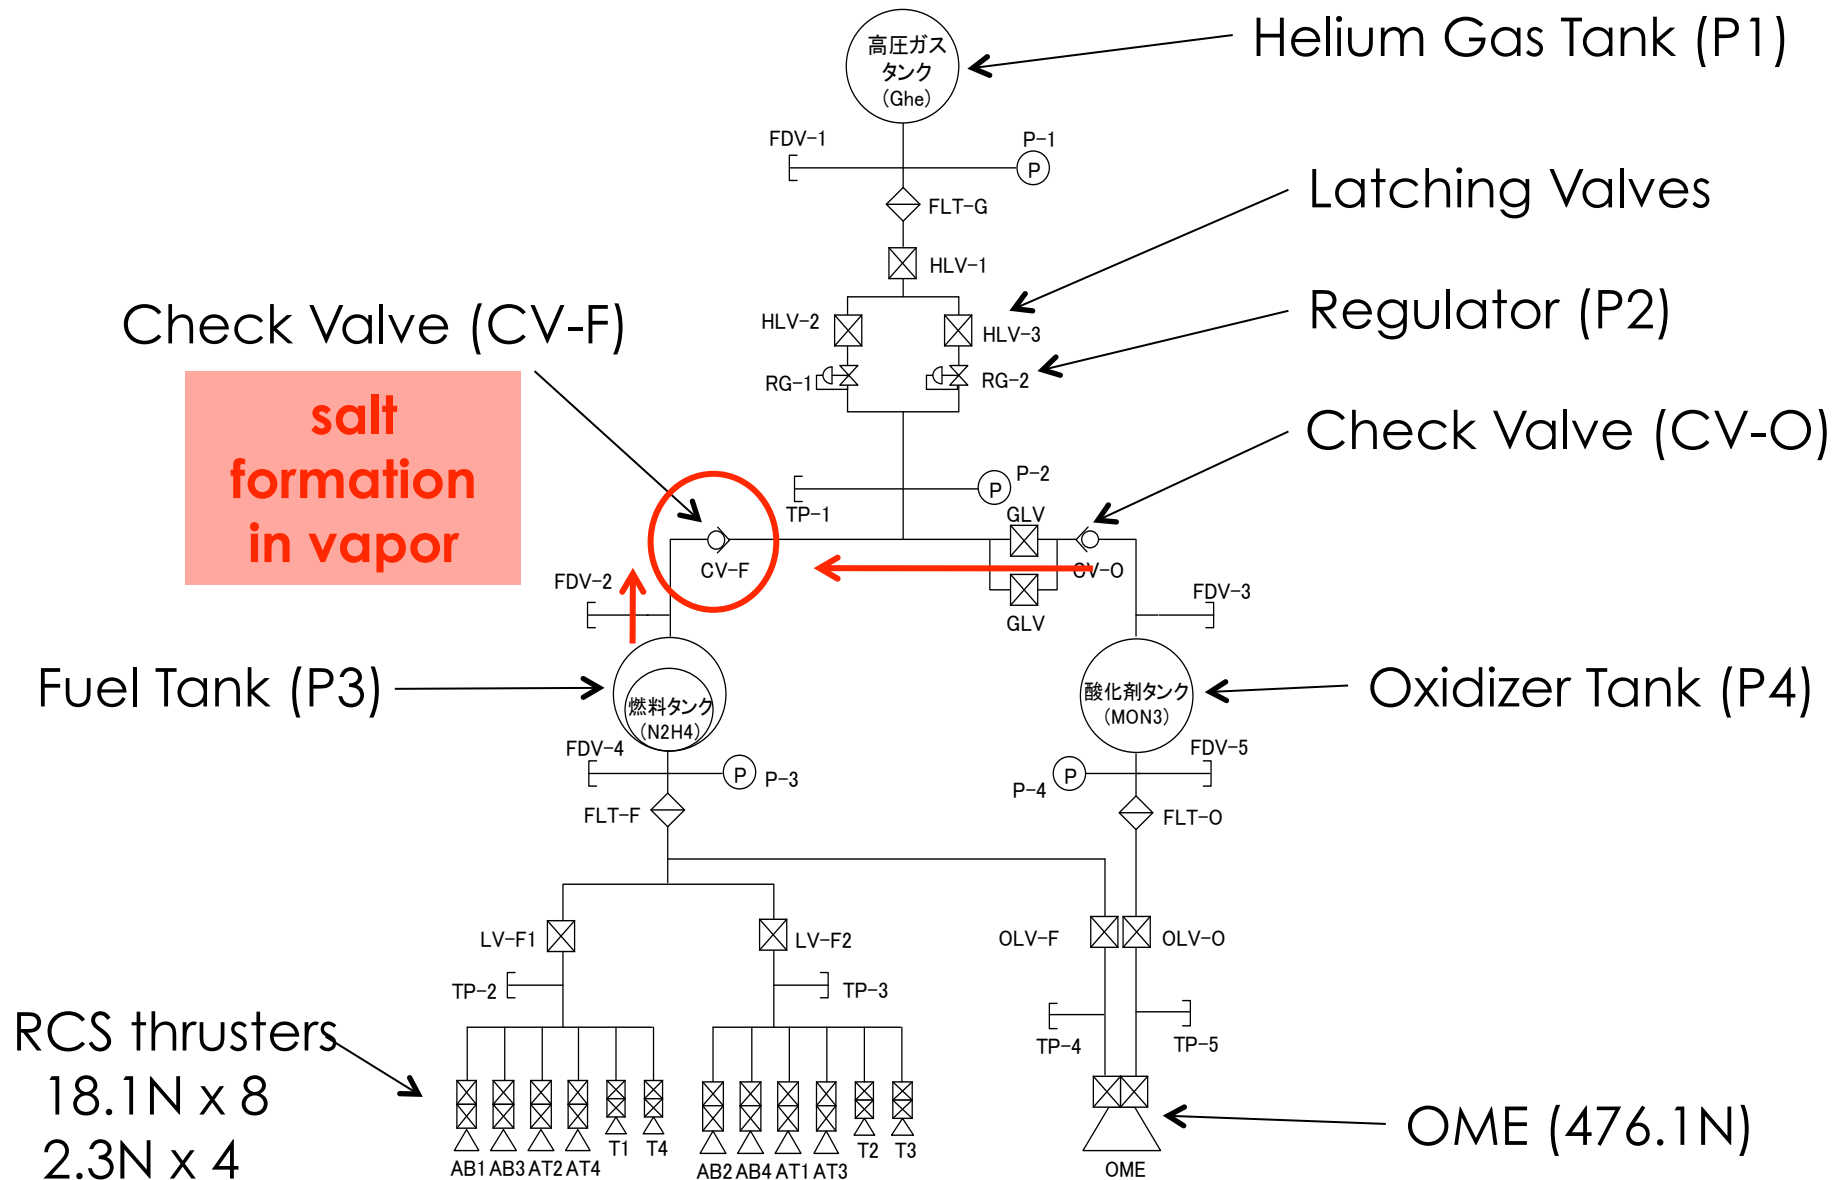 高圧ガス
タンク
(Ghe)
Helium Gas Tank (P1)
FDV-1
P-1
P
Latching Valves
FLT-G
HLV-1
Check Valve (CV-F)
HLV-2
HLV-3
Regulator (P2)
RG-1
RG-2
salt
formation
in vapor
Check Valve (CV-O)
P-2
P
TP-1
GLV
CV-F
CV-O
FDV-2
FDV-3
GLV
Fuel Tank (P3)
燃料タンク
(N2H4)
酸化剤タンク
(MON3)
Oxidizer Tank (P4)
FDV-4
P
P-3
FDV-5
P
P-4
FLT-F
FLT-O
LV-F1
LV-F2
OLV-F
OLV-O
TP-2
TP-3
TP-4
TP-5
RCS thrusters
18.1N x 8
2.3N x 4
AB1 AB3 AT2 AT4 T1 T4
AB2 AB4 AT1 AT3 T2 T3
OME
OME (476.1N)